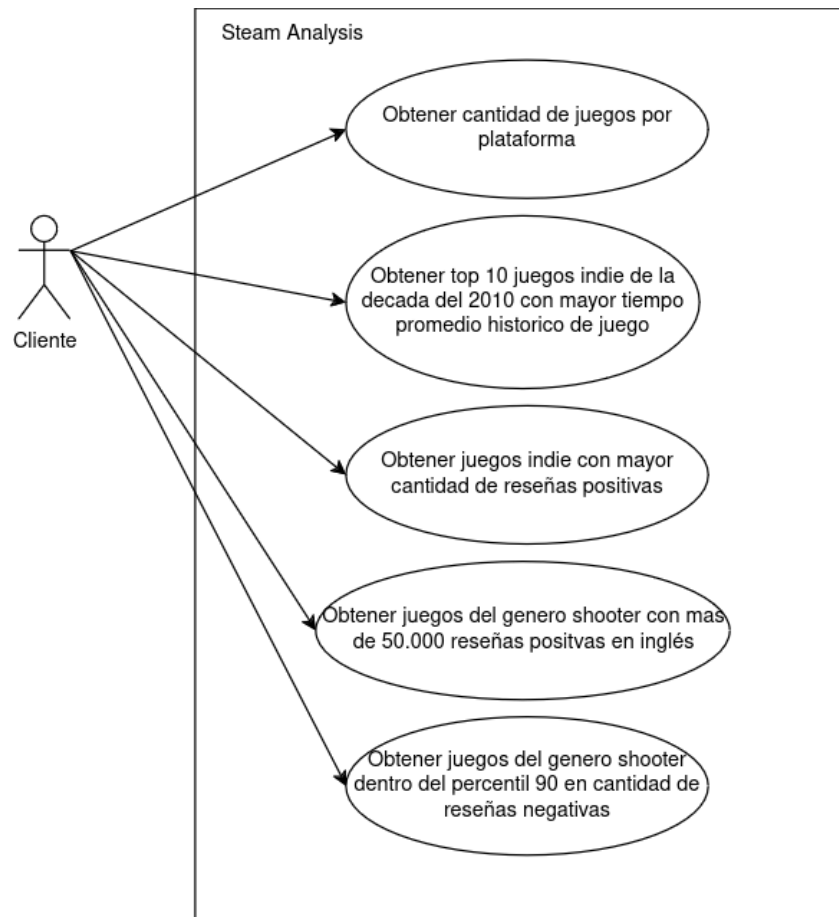 Steam Analysis
Obtener cantidad de juegos por
plataforma
Obtener top 10 juegos indie de la
decada del 2010 con mayor tiempo
promedio historico de juego
Cliente
Obtener juegos indie con mayor
cantidad de reseñas positivas
Obtener juegos del genero shooter con mas
de 50.000 reseñas positvas en inglés
Obtener juegos del genero shooter
dentro del percentil 90 en cantidad de
reseñas negativas